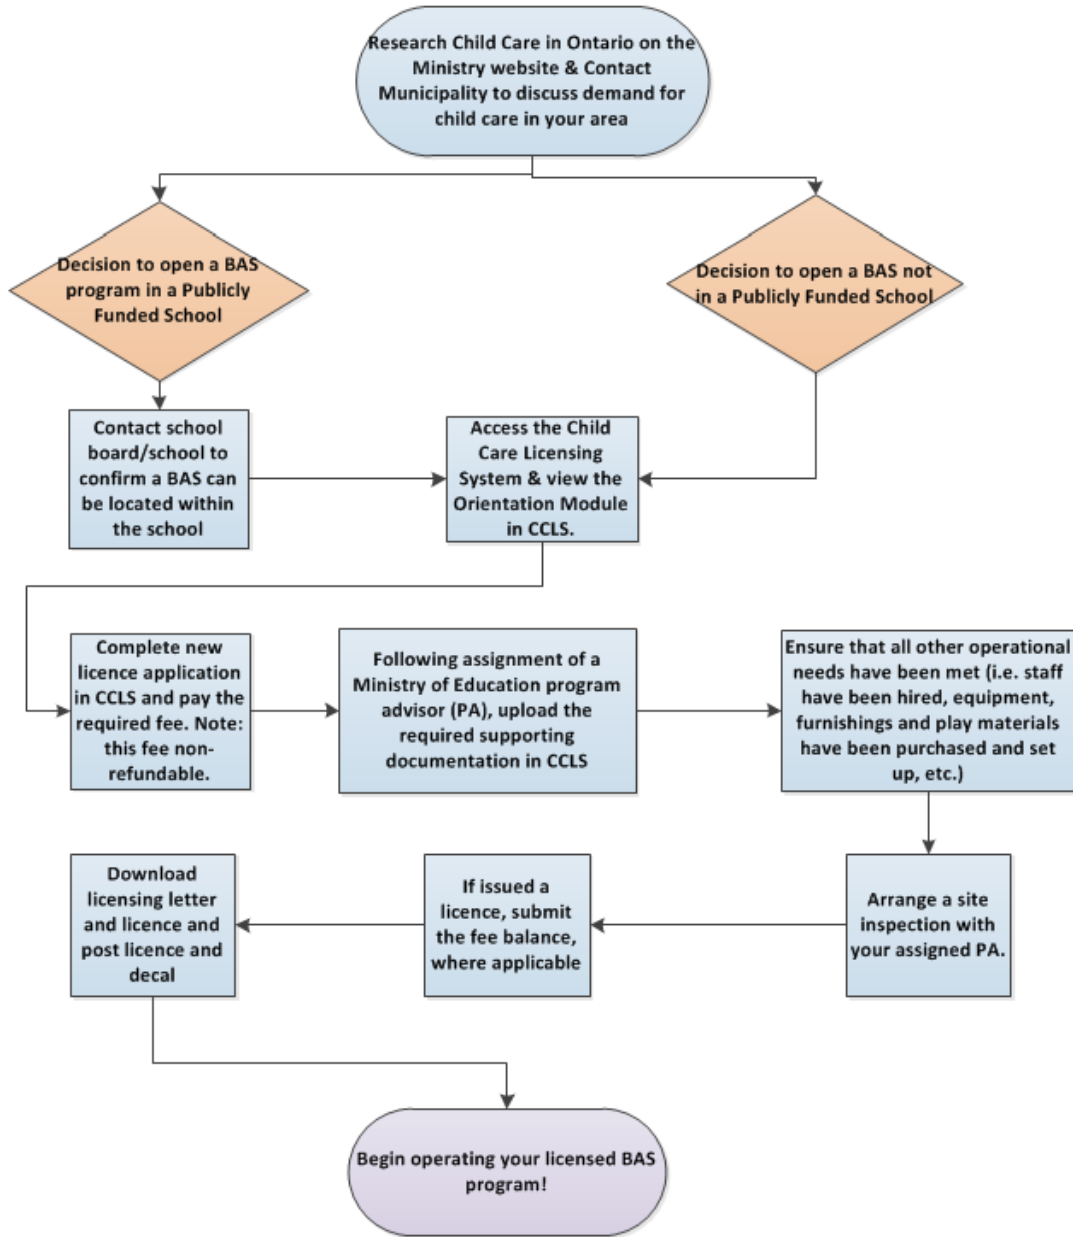 Research Child Care in Ontario on the
Ministry website & Contact
Municipality to discuss demand for
child care in your area
Decision to open a BAS
program in a Publicly
Funded School
Decision to open a BAS not
in a Publicly Funded School
Contact school
board/school to
confirm a BAS can
be located within
the school
Access the Child
Care Licensing
System & view the
Orientation Module
in CCLS.
Complete new
licence application
in CCLS and pay the
required fee. Note:
this fee non-
refundable.
Following assignment of a
Ministry of Education program
advisor (PA), upload the
required supporting
documentation in CCLS
Ensure that all other operational
needs have been met (i.e. staff
have been hired, equipment,
furnishings and play materials
have been purchased and set
up, etc.)
Arrange a site
inspection with
your assigned PA.
If issued a
licence, submit
the fee balance,
where applicable
Download
licensing letter
and licence and
post licence and
decal
Begin operating your licensed BAS
program!